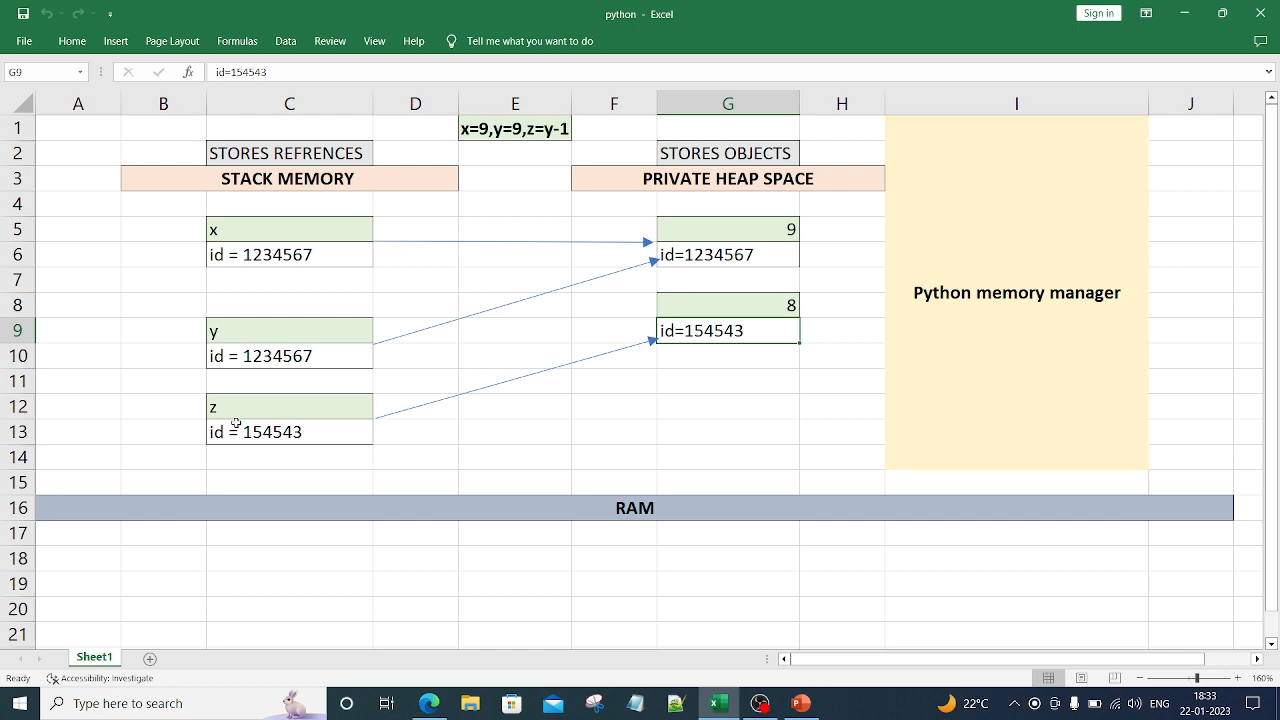 python - Excel
Sign in
File Home Insert Page Layout Formulas Data Review View Help Tell me what you want to do
G9 fx id=154543
A B C D E F G H I J
1 x=9,y=9,z=y-1
2 STORES REFRENCES STORES OBJECTS
3 STACK MEMORY PRIVATE HEAP SPACE
4
5 x 9
6 id = 1234567 id=1234567
7 Python memory manager
8 8
9 y id=154543
10 id = 1234567
11
12 z
13 id = 154543
14
15
16 RAM
17
18
19
20
21
Sheet1
Ready Accessibility: Investigate 160%
Type here to search 22°C ENG 18:33
22-01-2023